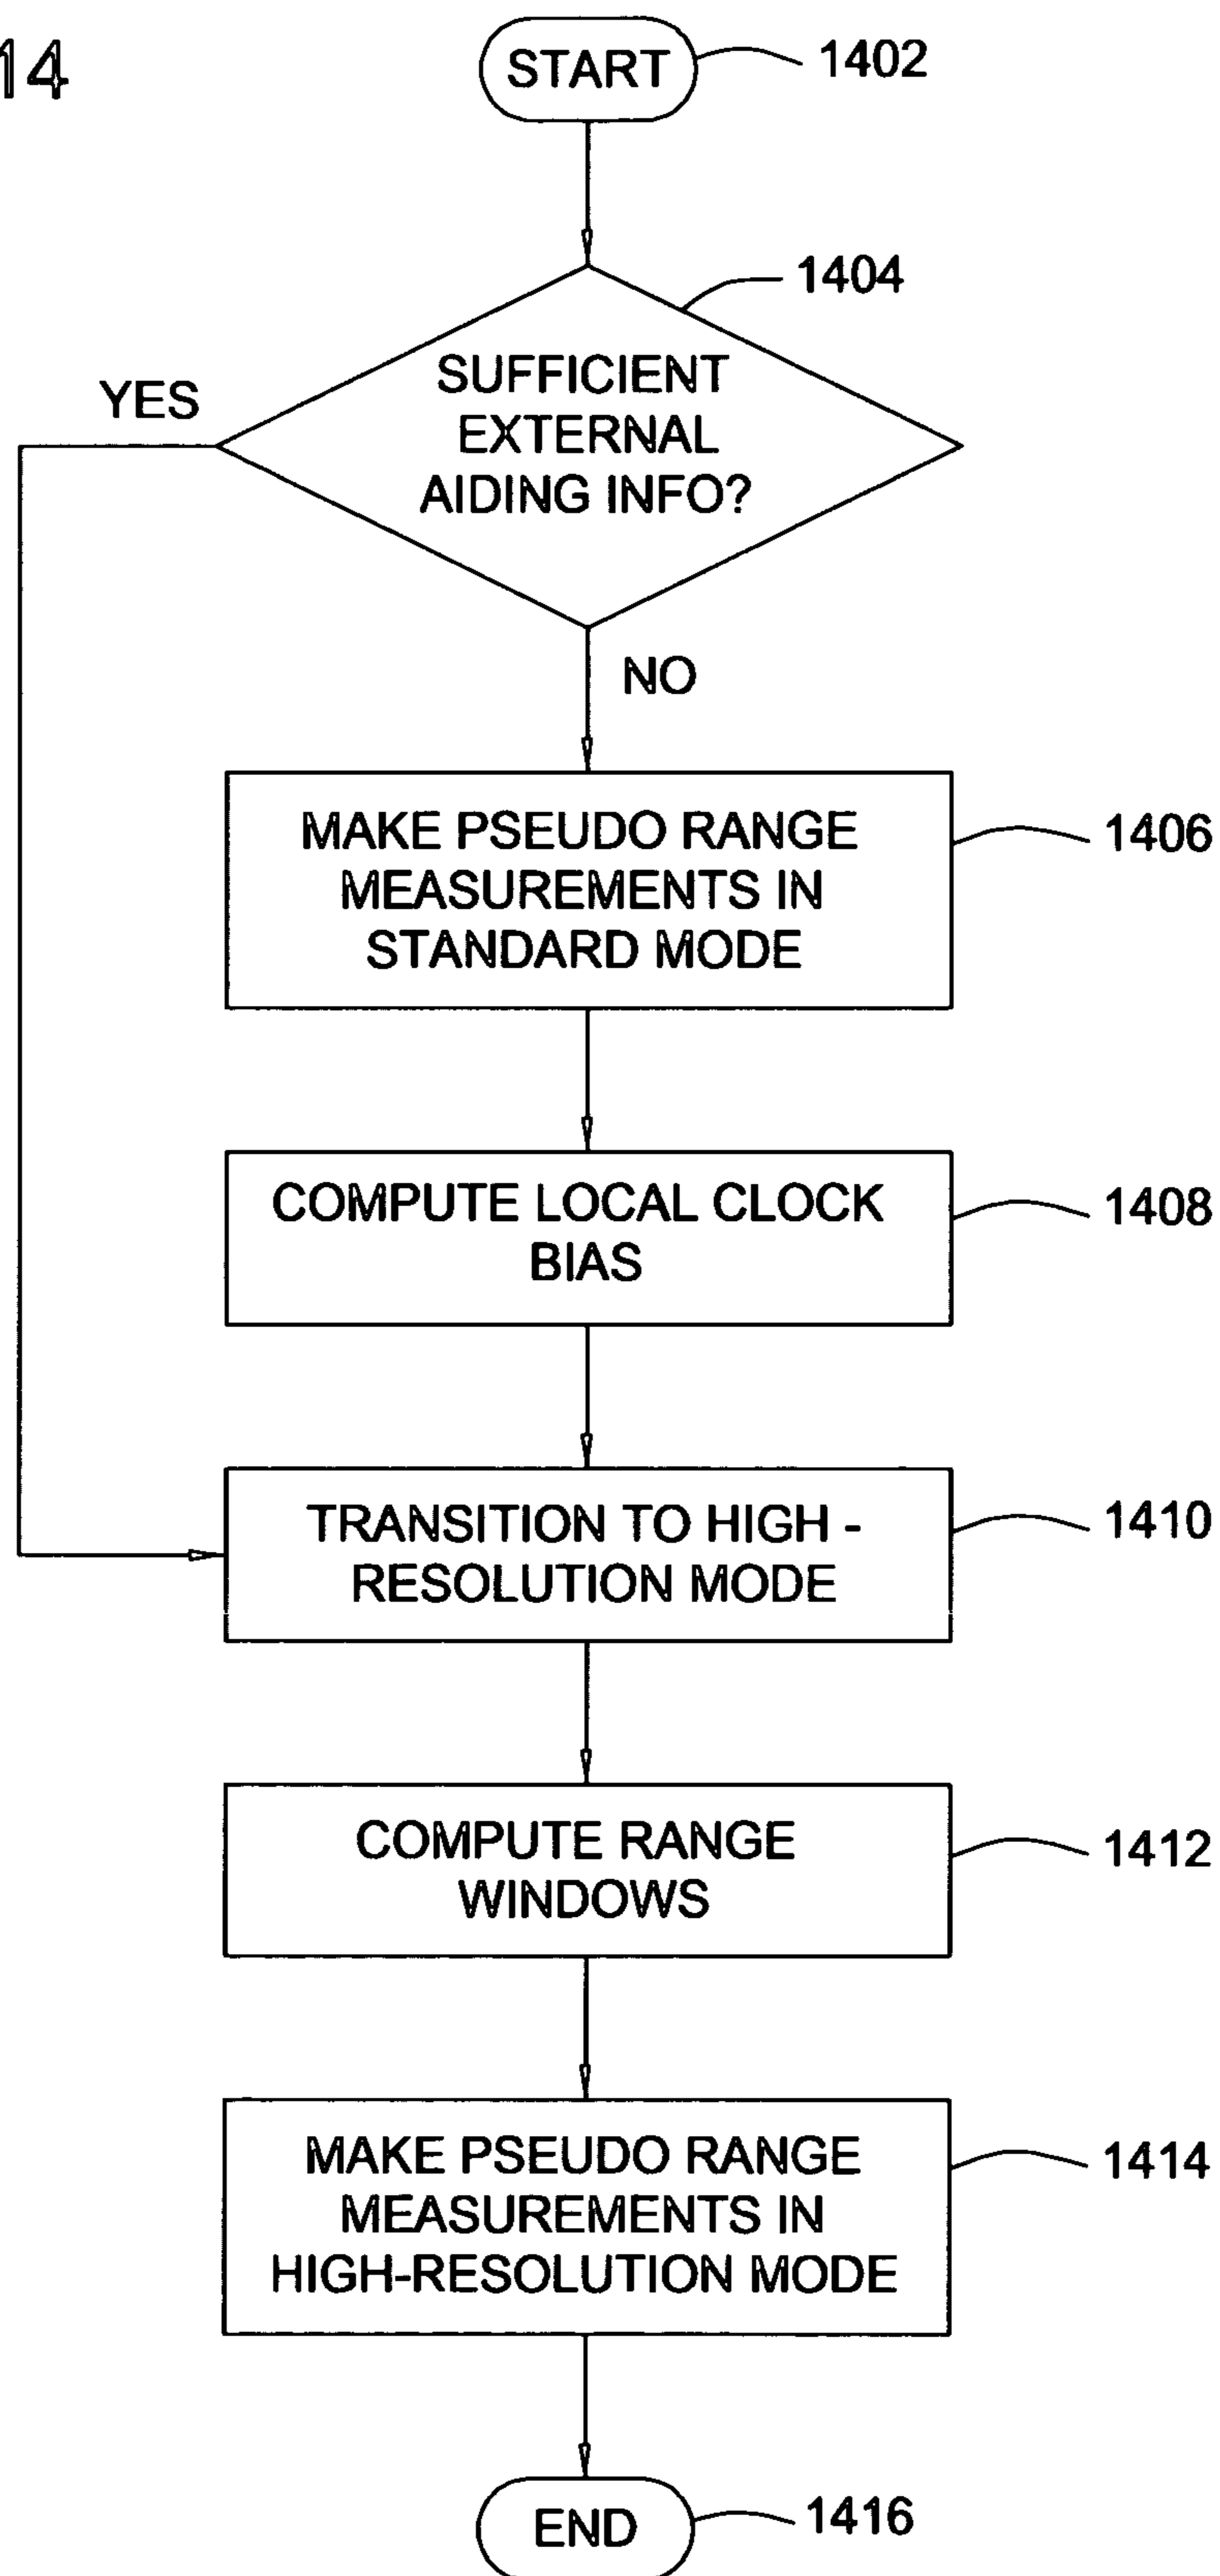 14
START
1402
1404
SUFFICIENT
EXTERNAL
AIDING INFO?
YES
NO
MAKE PSEUDO RANGE
MEASUREMENTS IN
STANDARD MODE
1406
COMPUTE LOCAL CLOCK
BIAS
1408
TRANSITION TO HIGH -
RESOLUTION MODE
1410
COMPUTE RANGE
WINDOWS
1412
MAKE PSEUDO RANGE
MEASUREMENTS IN
HIGH-RESOLUTION MODE
1414
END
1416